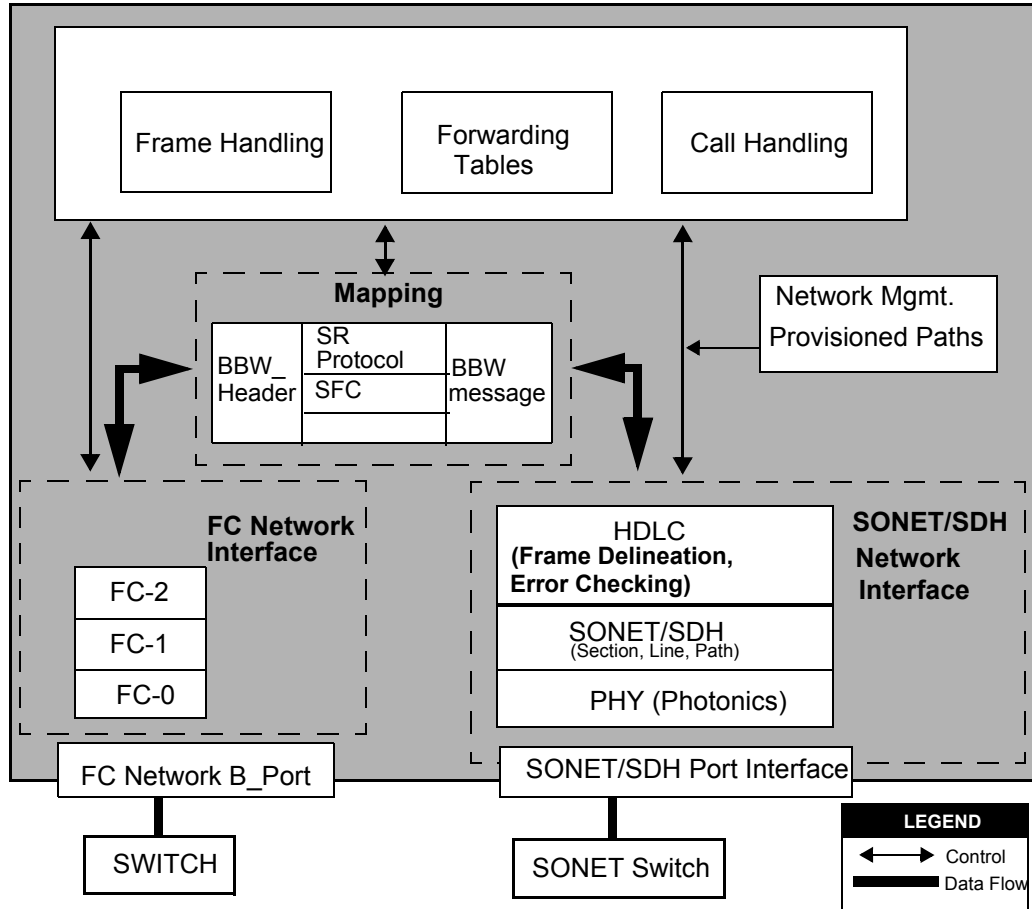 Frame Handling
Forwarding
Tables
Call Handling
Mapping
BBW_
Header
SR
Protocol
SFC
BBW
message
Network Mgmt.
Provisioned Paths
FC Network
Interface
FC-2
FC-1
FC-0
HDLC
(Frame Delineation,
Error Checking)
SONET/SDH
(Section, Line, Path)
PHY (Photonics)
SONET/SDH
Network
Interface
FC Network B_Port
SONET/SDH Port Interface
SWITCH
SONET Switch
LEGEND
Control
Data Flow